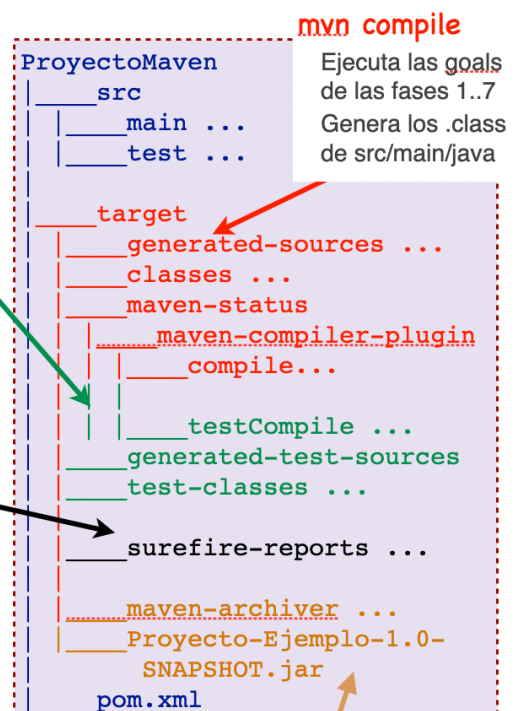 mvn compile
Ejecuta las goals
de las fases 1..7
Genera los .class
de src/main/java
ProyectoMaven
|____src
| |____main ...
| |____test ...
|
|____target
| |____generated-sources ...
| |____classes ...
| |____maven-status
| | |____maven-compiler-plugin
| | | |____compile...
| | | |____testCompile ...
| |____generated-test-sources
| |____test-classes ...
| |____surefire-reports ...
| |____maven-archiver ...
| |____Proyecto-Ejemplo-1.0-
SNAPSHOT.jar
| pom.xml